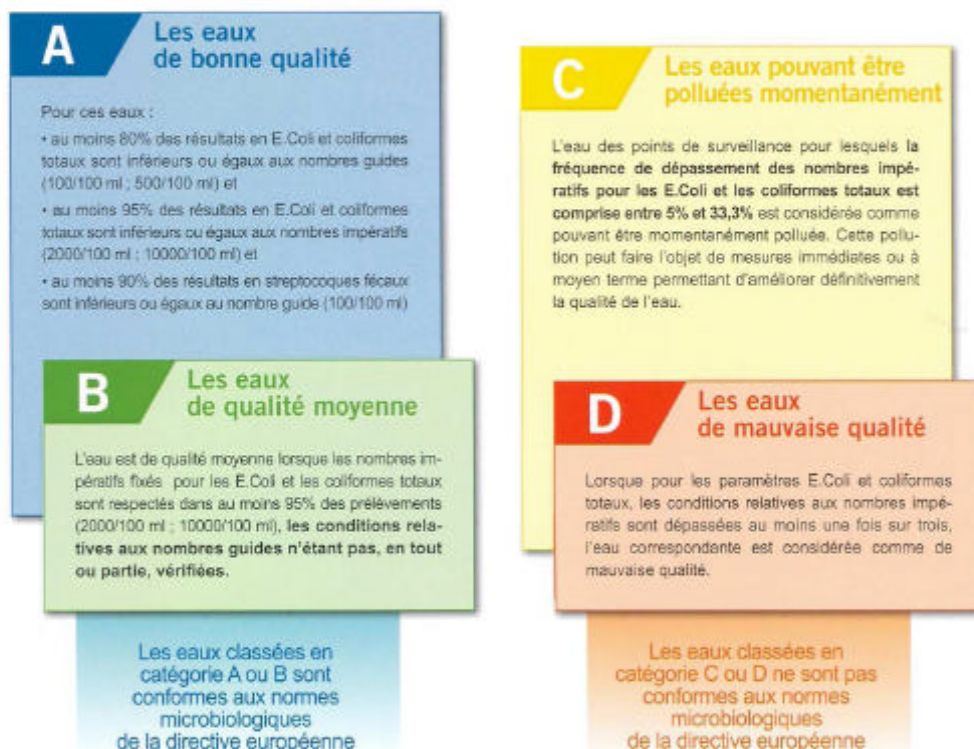 A
Les eaux
de bonne qualité
Pour ces eaux :
• au moins 80% des résultats en E.Coli et coliformes
totaux sont inférieurs ou égaux aux nombres guides
(100/100 ml ; 500/100 ml) et
• au moins 95% des résultats en E.Coli et coliformes
totaux sont inférieurs ou égaux aux nombres impératifs
(2000/100 ml ; 10000/100 ml) et
• au moins 90% des résultats en streptocoques fécaux
sont inférieurs ou égaux au nombre guide (100/100 ml)
B
Les eaux
de qualité moyenne
L'eau est de qualité moyenne lorsque les nombres im-
pératifs fixés pour les E.Coli et les coliformes totaux
sont respectés dans au moins 95% des prélèvements
(2000/100 ml ; 10000/100 ml), les conditions rela-
tives aux nombres guides n'étant pas, en tout
ou partie, vérifiées.
Les eaux classées en
catégorie A ou B sont
conformes aux normes
microbiologiques
de la directive européenne
C
Les eaux pouvant être
polluées momentanément
L'eau des points de surveillance pour lesquels la
fréquence de dépassement des nombres impé-
ratifs pour les E.Coli et les coliformes totaux est
comprise entre 5% et 33,3% est considérée comme
pouvant être momentanément polluée. Cette pollu-
tion peut faire l'objet de mesures immédiates ou à
moyen terme permettant d'améliorer définitivement
la qualité de l'eau.
D
Les eaux
de mauvaise qualité
Lorsque pour les paramètres E.Coli et coliformes
totaux, les conditions relatives aux nombres impé-
ratifs sont dépassées au moins une fois sur trois,
l'eau correspondante est considérée comme de
mauvaise qualité.
Les eaux classées en
catégorie C ou D ne sont pas
conformes aux normes
microbiologiques
de la directive européenne